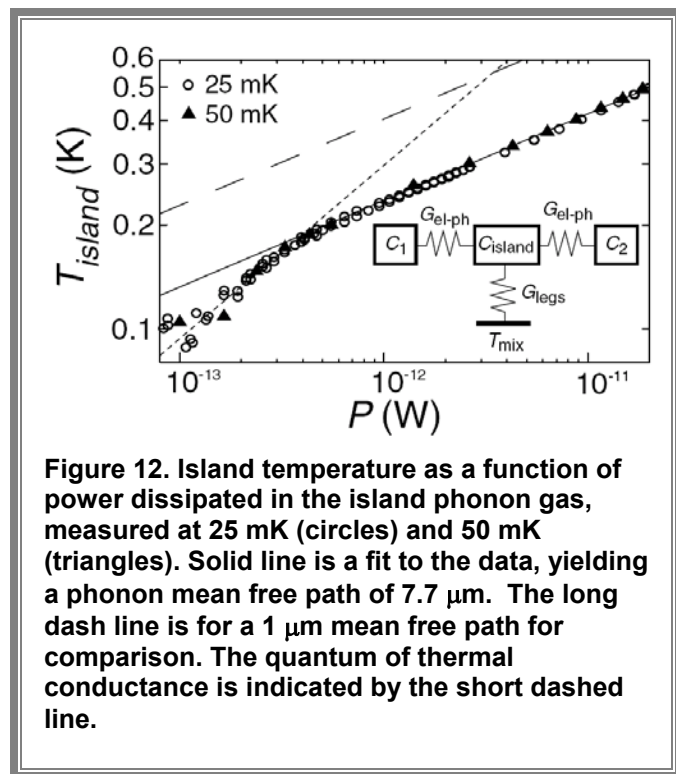 0.6
0.5
0.4
0.3
0.2
0.1
T_island (K)
25 mK
50 mK
G_el-ph G_el-ph
C_1 C_island C_2
G_legs
T_mix
10^-13 10^-12 10^-11
P (W)
Figure 12. Island temperature as a function of
power dissipated in the island phonon gas,
measured at 25 mK (circles) and 50 mK
(triangles). Solid line is a fit to the data, yielding
a phonon mean free path of 7.7 μm. The long
dash line is for a 1 μm mean free path for
comparison. The quantum of thermal
conductance is indicated by the short dashed
line.